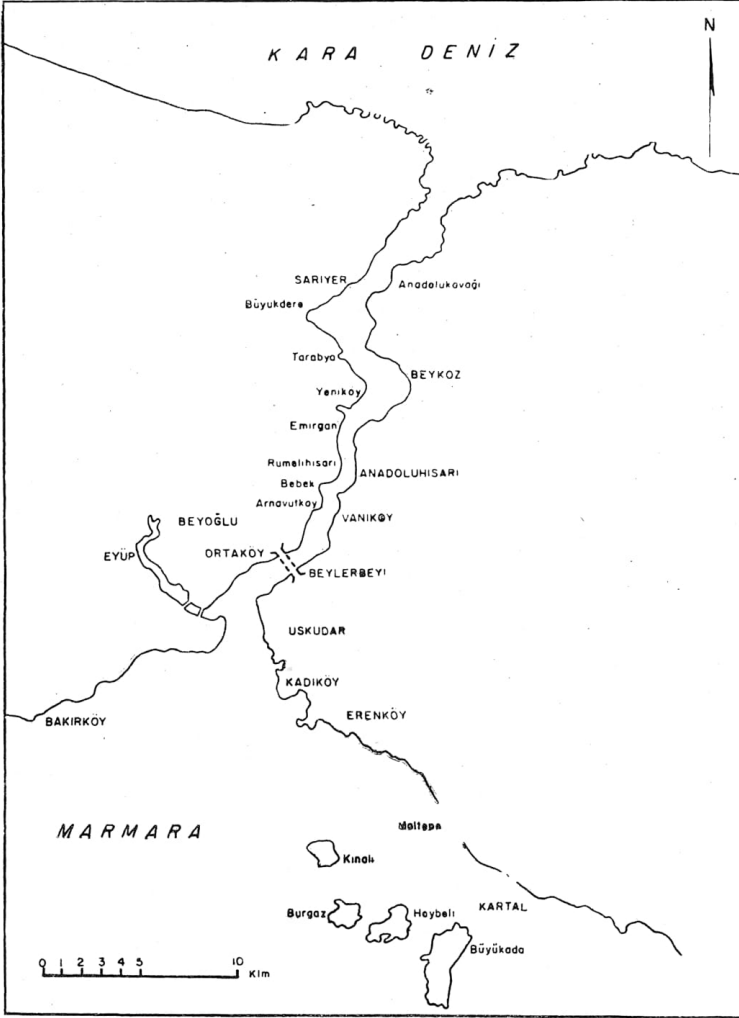 N
KARA DENİZ
SARIYER
Anadolukavağı
Büyükdere
Tarabya
BEYKOZ
Yeniköy
Emirgan
Rumelihisarı
ANADOLUHISARI
Bebek
Arnavutköy
VANIKÖY
BEYOĞLU
ORTAKÖY
EYÜP
BEYLERBEYI
USKUDAR
KADIKÖY
ERENKÖY
BAKIRKÖY
Maltepe
MARMARA
Kınalı
Burgaz
Heybeli
KARTAL
Büyükada
0 1 2 3 4 5 10
Klm